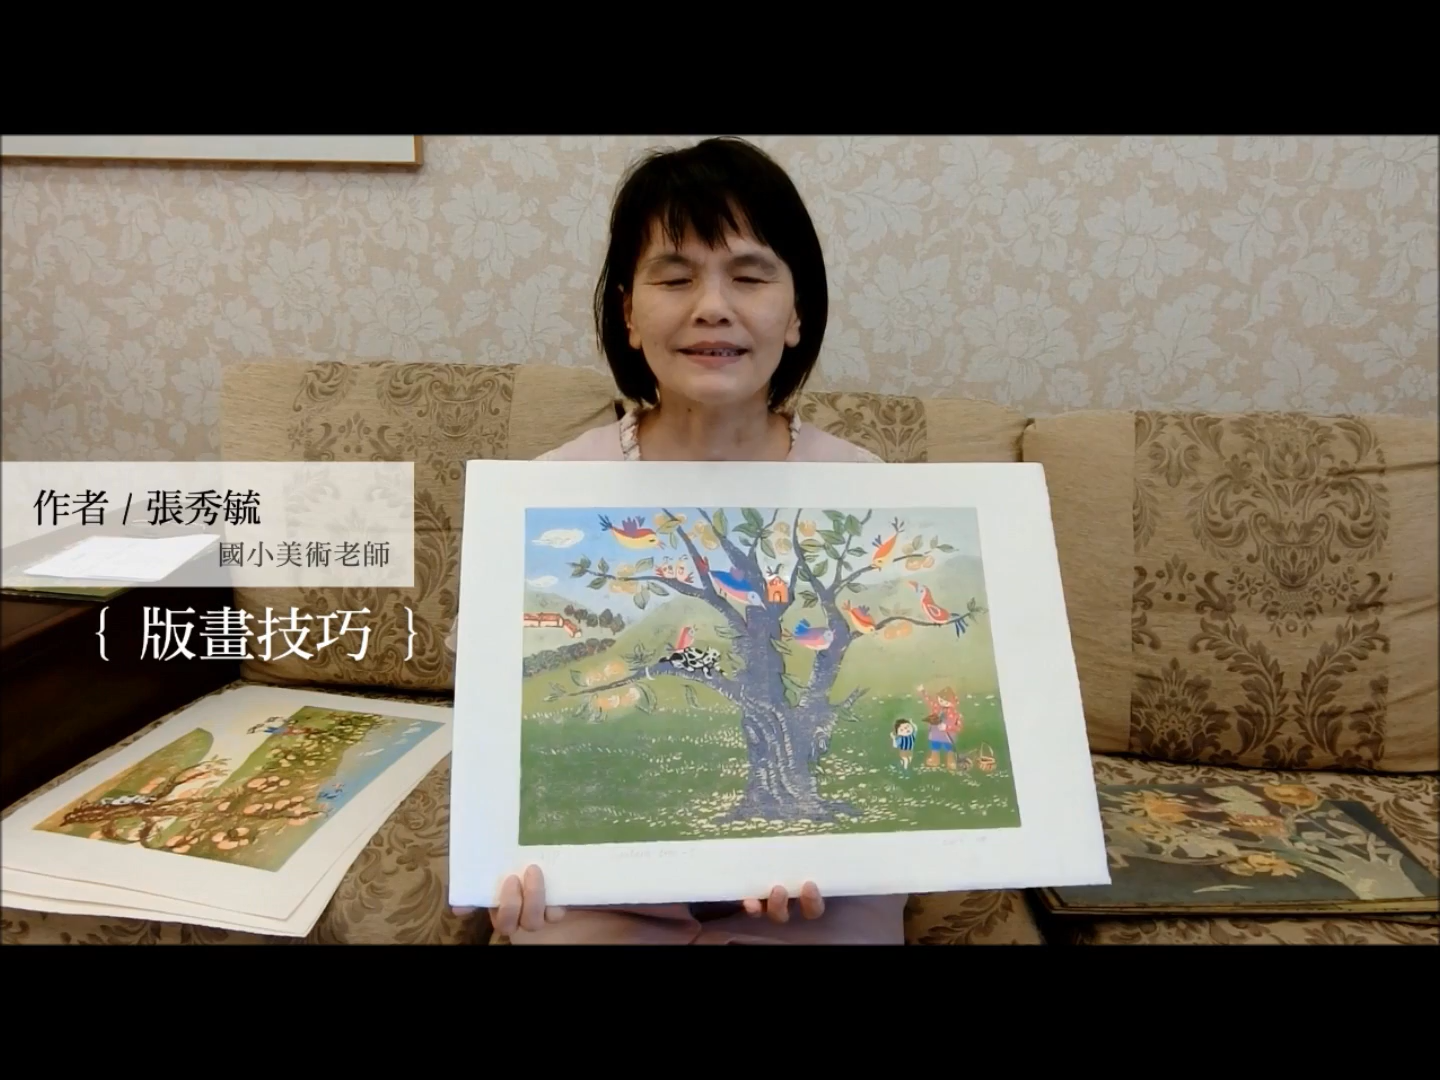 作者 / 張秀毓
國小美術老師
{ 版畫技巧 }